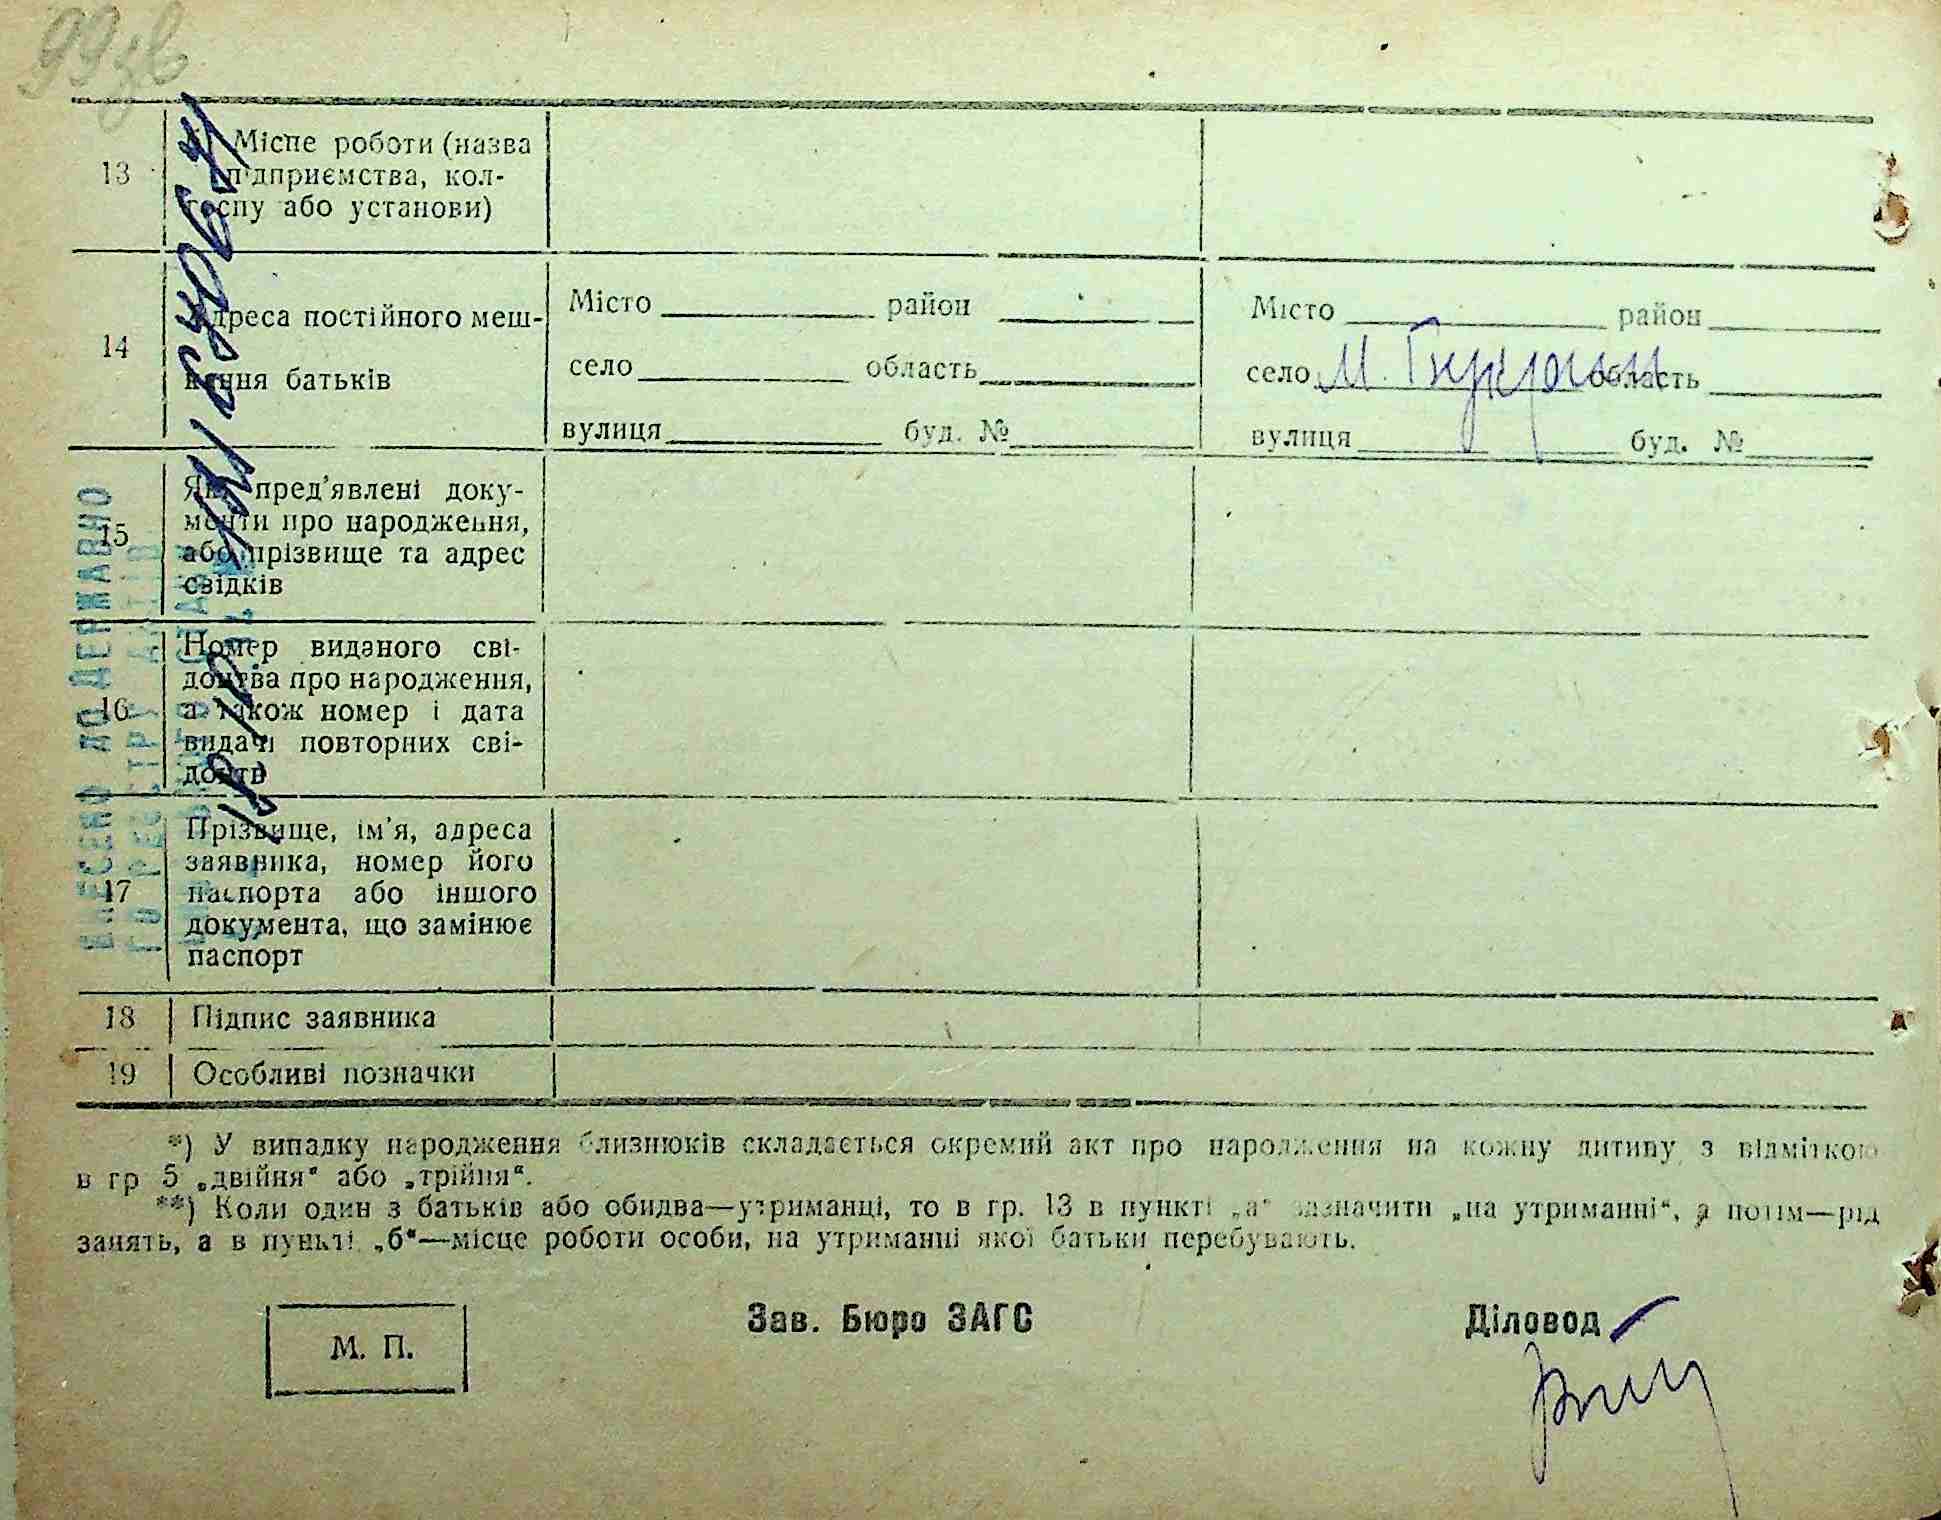 99зв
13
Місце роботи (назва
підприємства, кол-
госпу або установи)
14
Адреса постійного меш-
кання батьків
Місто район
село область
вулиця буд. №
Місто район
село М. область
вулиця буд. №
15
Які пред'явлені доку-
менти про народження,
або прізвище та адрес
свідків
16
Номер виданого сві-
доцтва про народження,
а також номер і дата
видачі повторних сві-
доцтв
17
Прізвище, ім'я, адреса
заявника, номер його
паспорта або іншого
документа, що замінює
паспорт
18
Підпис заявника
19
Особливі позначки
ВНЕСЕНО ДО ДЕРЖАВНО
ГО РЕЄСТРУ АКТІВ
*) У випадку народження близнюків складається окремий акт про народження на кожну дитину з відміткою
в гр 5 „двійня“ або „трійня“.
**) Коли один з батьків або обидва—утриманці, то в гр. 13 в пункті „а“ зазначити „на утриманні“, а потім—рід
занять, а в пункті „б“—місце роботи особи, на утриманні якої батьки перебувають.
М. П.
Зав. Бюро ЗАГС
Діловод